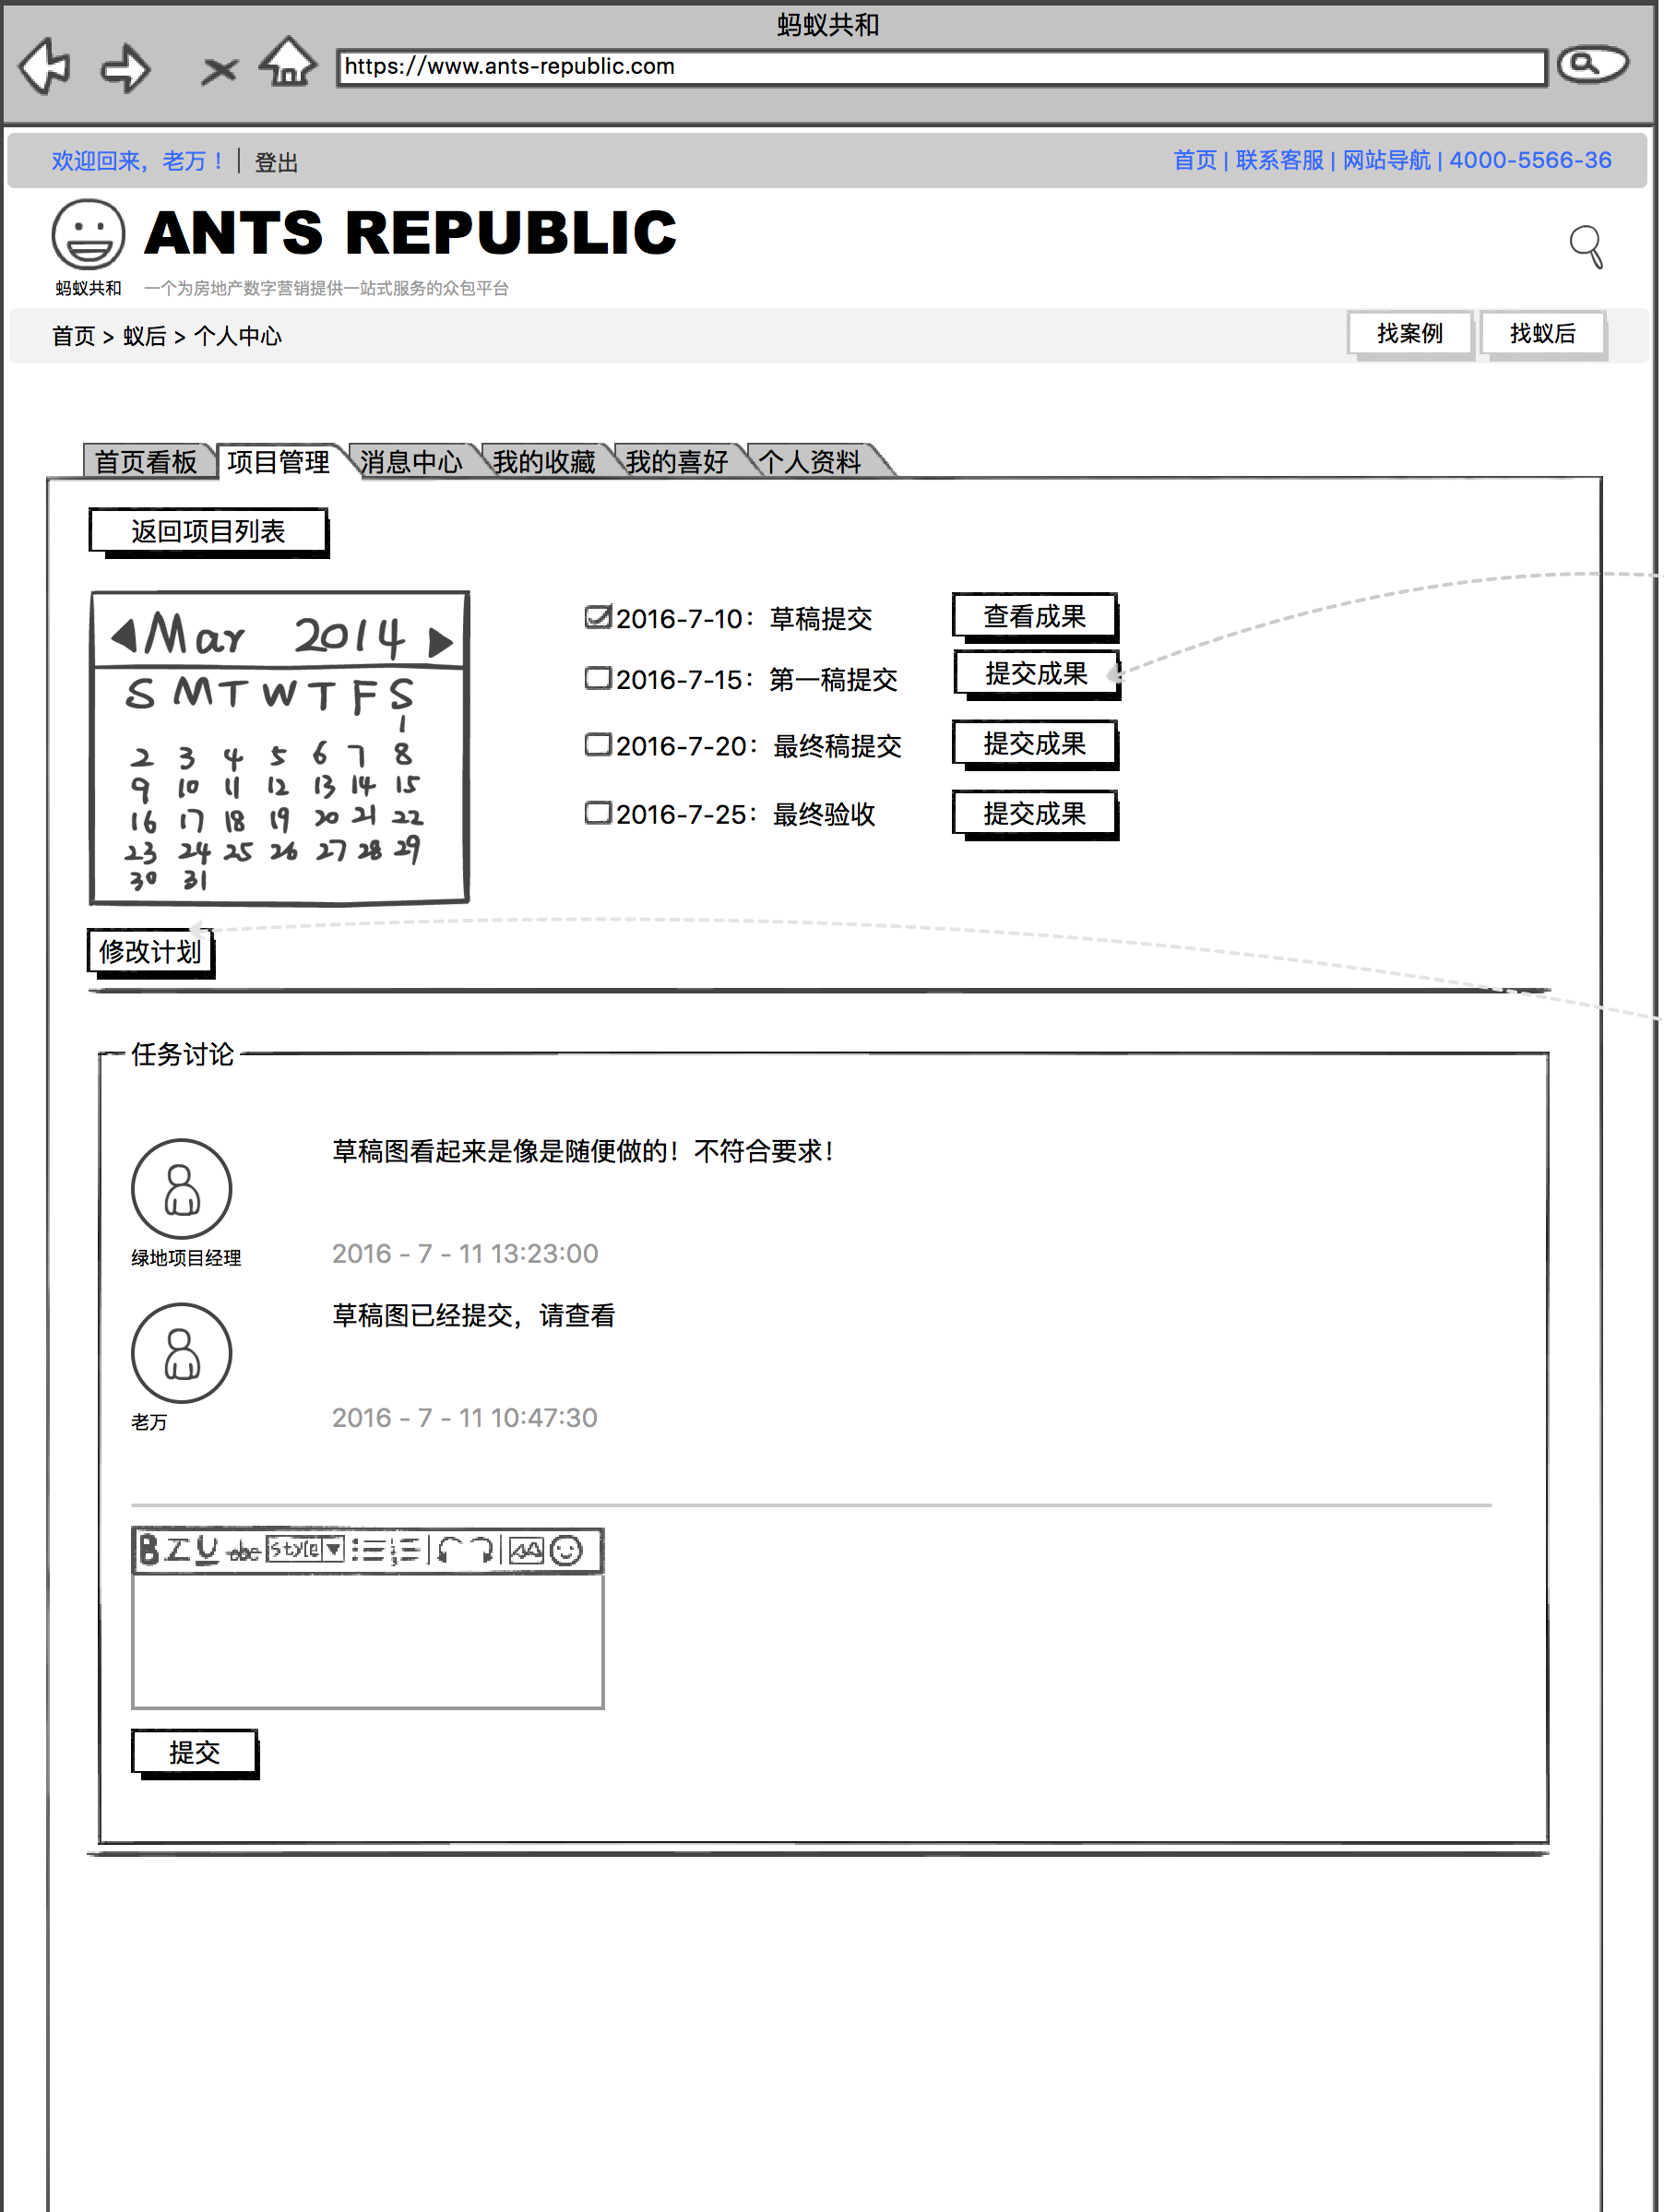 蚂蚁共和
https://www.ants-republic.com
欢迎回来，老万！ | 登出
首页 | 联系客服 | 网站导航 | 4000-5566-36
ANTS REPUBLIC
蚂蚁共和
一个为房地产数字营销提供一站式服务的众包平台
首页 > 蚁后 > 个人中心
找案例
找蚁后
首页看板
项目管理
消息中心
我的收藏
我的喜好
个人资料
返回项目列表
Mar 2014
S M T W T F S
1
2 3 4 5 6 7 8
9 10 11 12 13 14 15
16 17 18 19 20 21 22
23 24 25 26 27 28 29
30 31
2016-7-10：草稿提交
查看成果
2016-7-15：第一稿提交
提交成果
2016-7-20：最终稿提交
提交成果
2016-7-25：最终验收
提交成果
修改计划
任务讨论
草稿图看起来是像是随便做的！不符合要求！
绿地项目经理
2016 - 7 - 11 13:23:00
草稿图已经提交，请查看
老万
2016 - 7 - 11 10:47:30
B I U abc style
提交